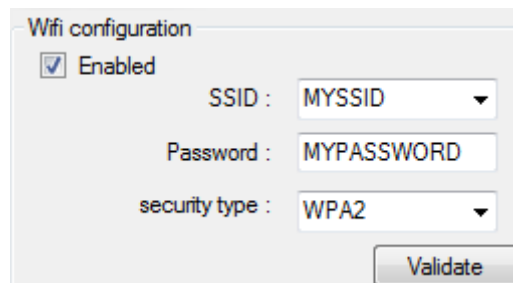 Wifi configuration
Enabled
SSID : MYSSID
Password : MYPASSWORD
security type : WPA2
Validate